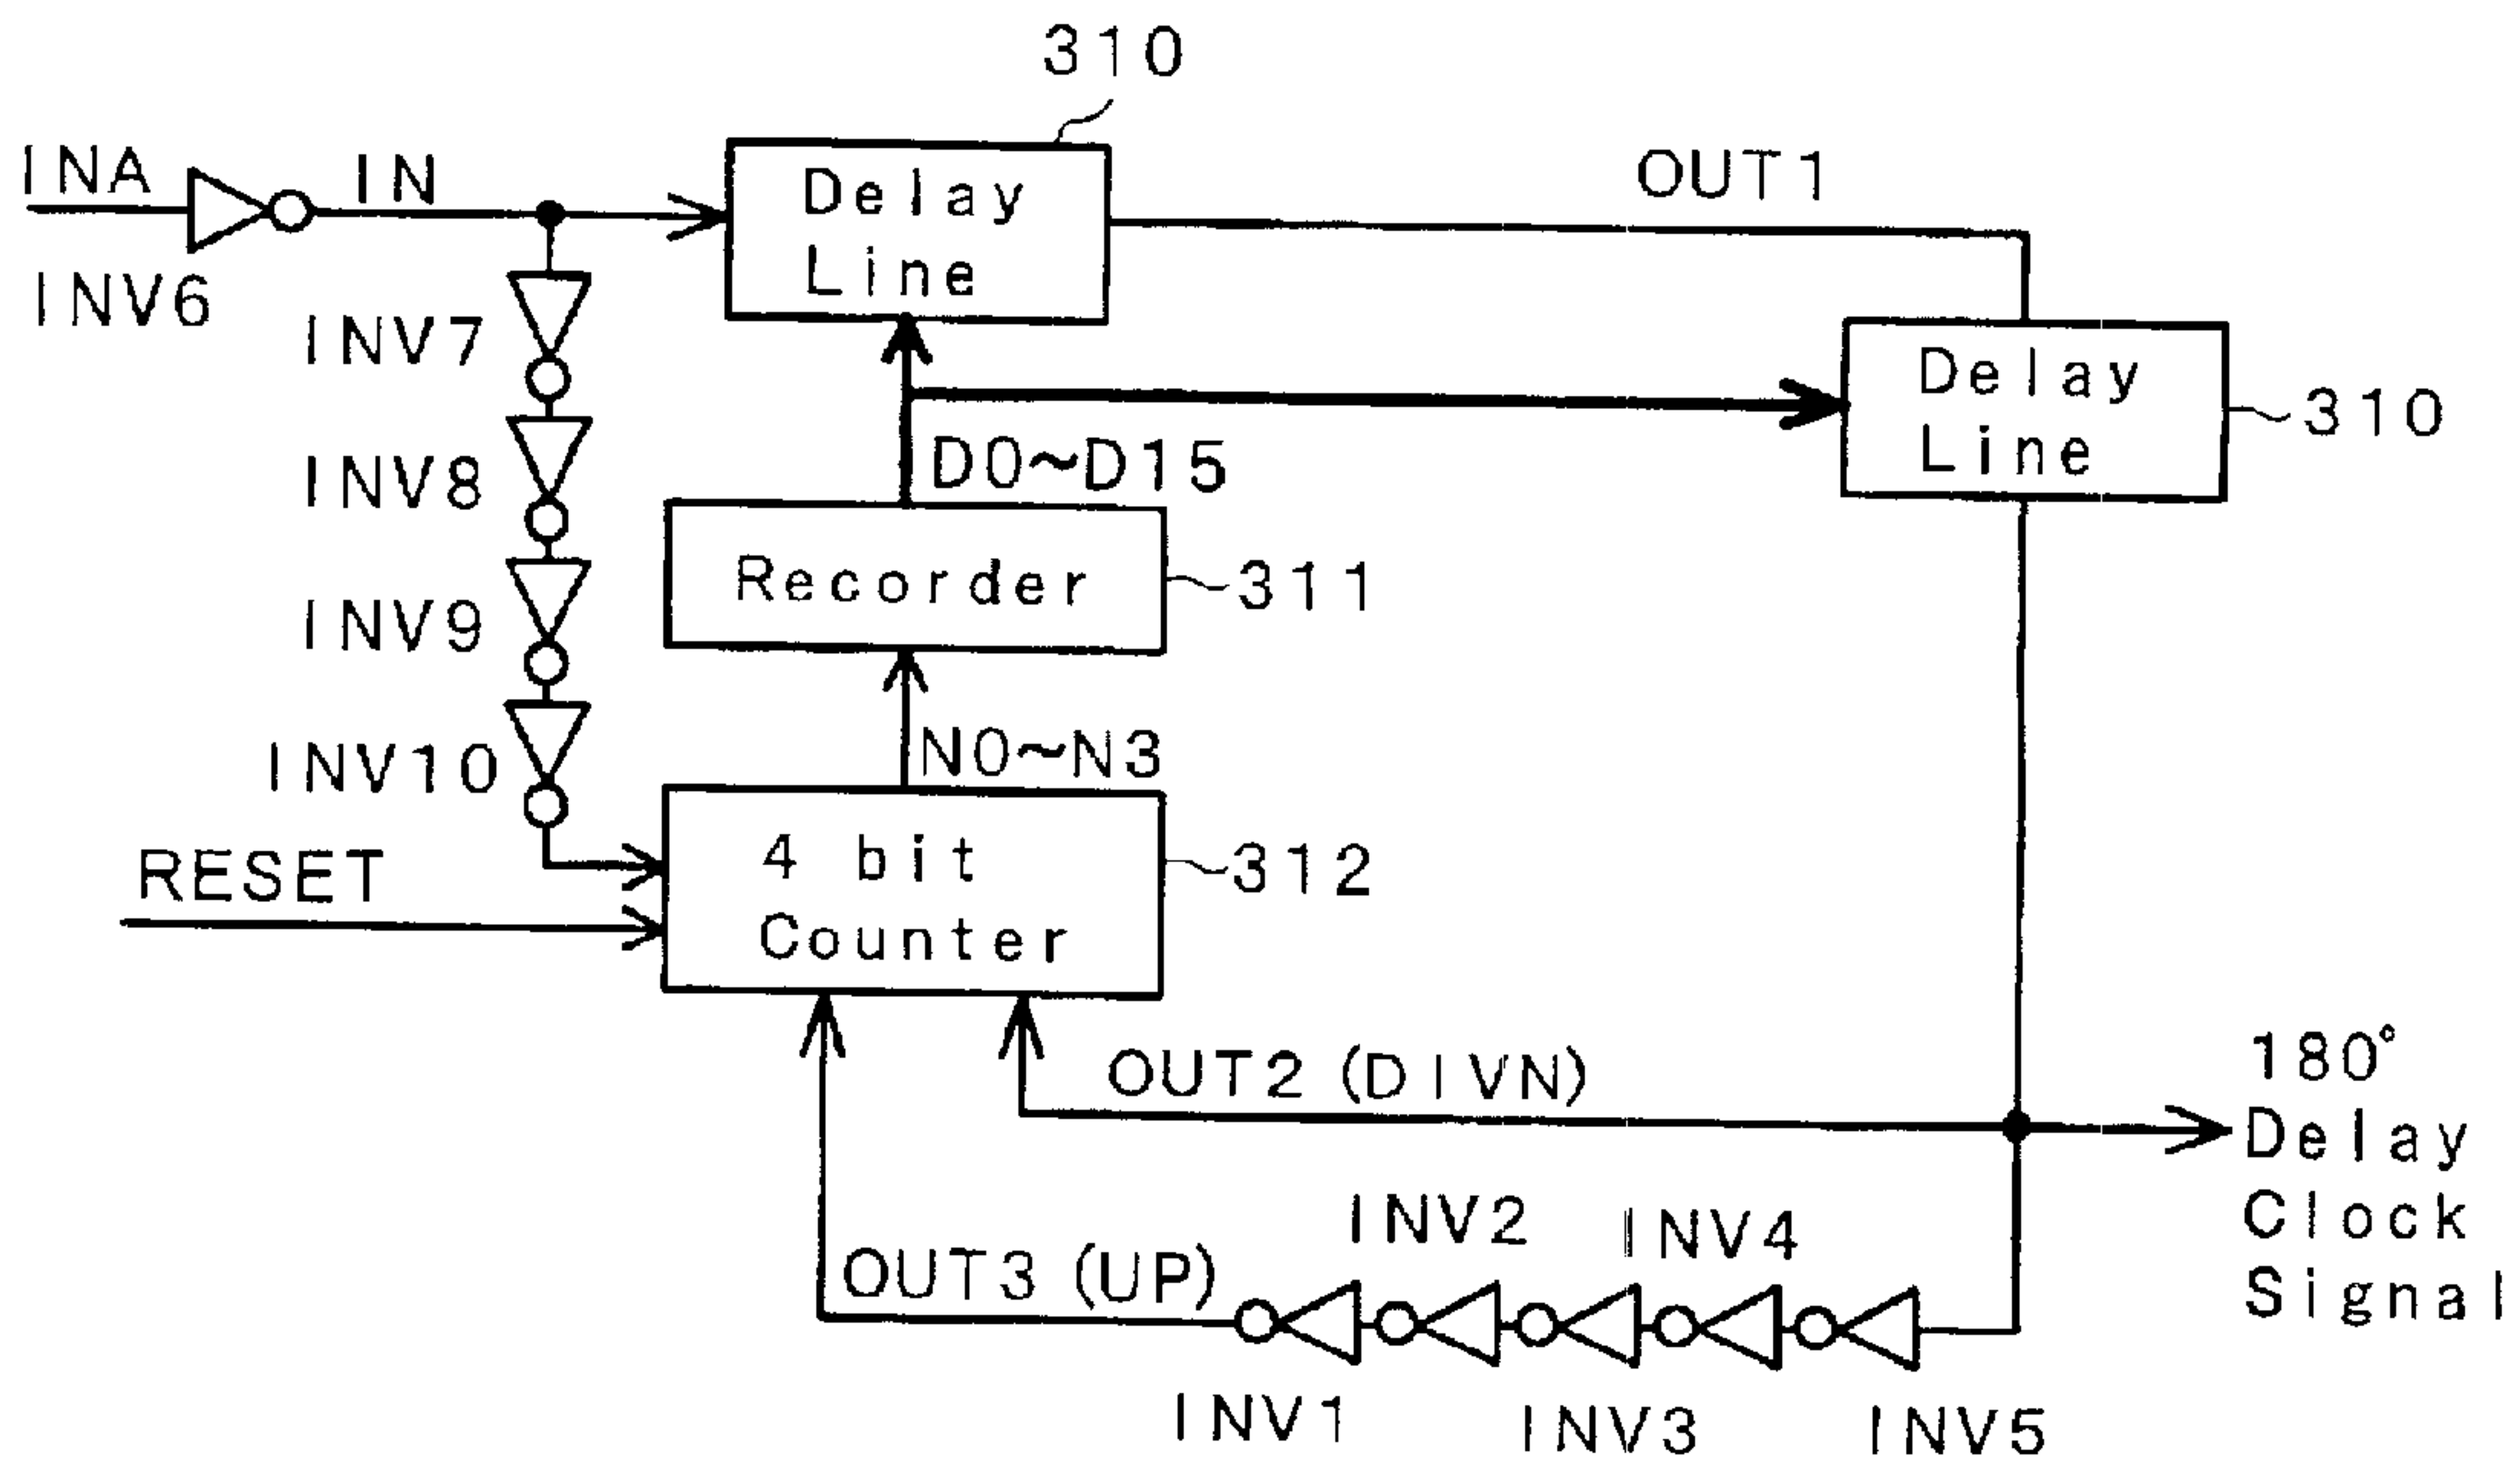 310
INA
IN
Delay
Line
OUT1
INV6
INV7
Delay
Line
310
D0~D15
INV8
Recorder
311
INV9
N0~N3
INV10
4 bit
Counter
312
RESET
OUT2 (DIVN)
180°
Delay
Clock
Signal
INV2
INV4
OUT3 (UP)
INV1
INV3
INV5